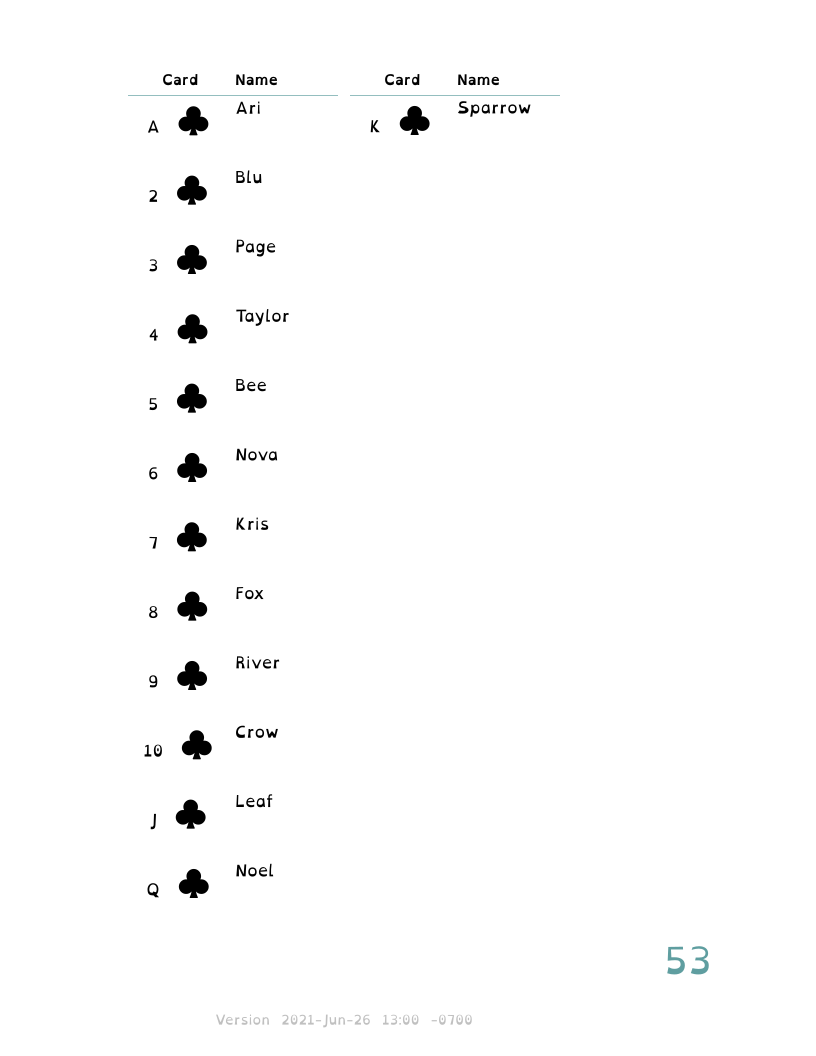 Card Name
A ♣ Ari
2 ♣ Blu
3 ♣ Page
4 ♣ Taylor
5 ♣ Bee
6 ♣ Nova
7 ♣ Kris
8 ♣ Fox
9 ♣ River
10 ♣ Crow
J ♣ Leaf
Q ♣ Noel
Card Name
K ♣ Sparrow
53
Version 2021-Jun-26 13:00 -0700